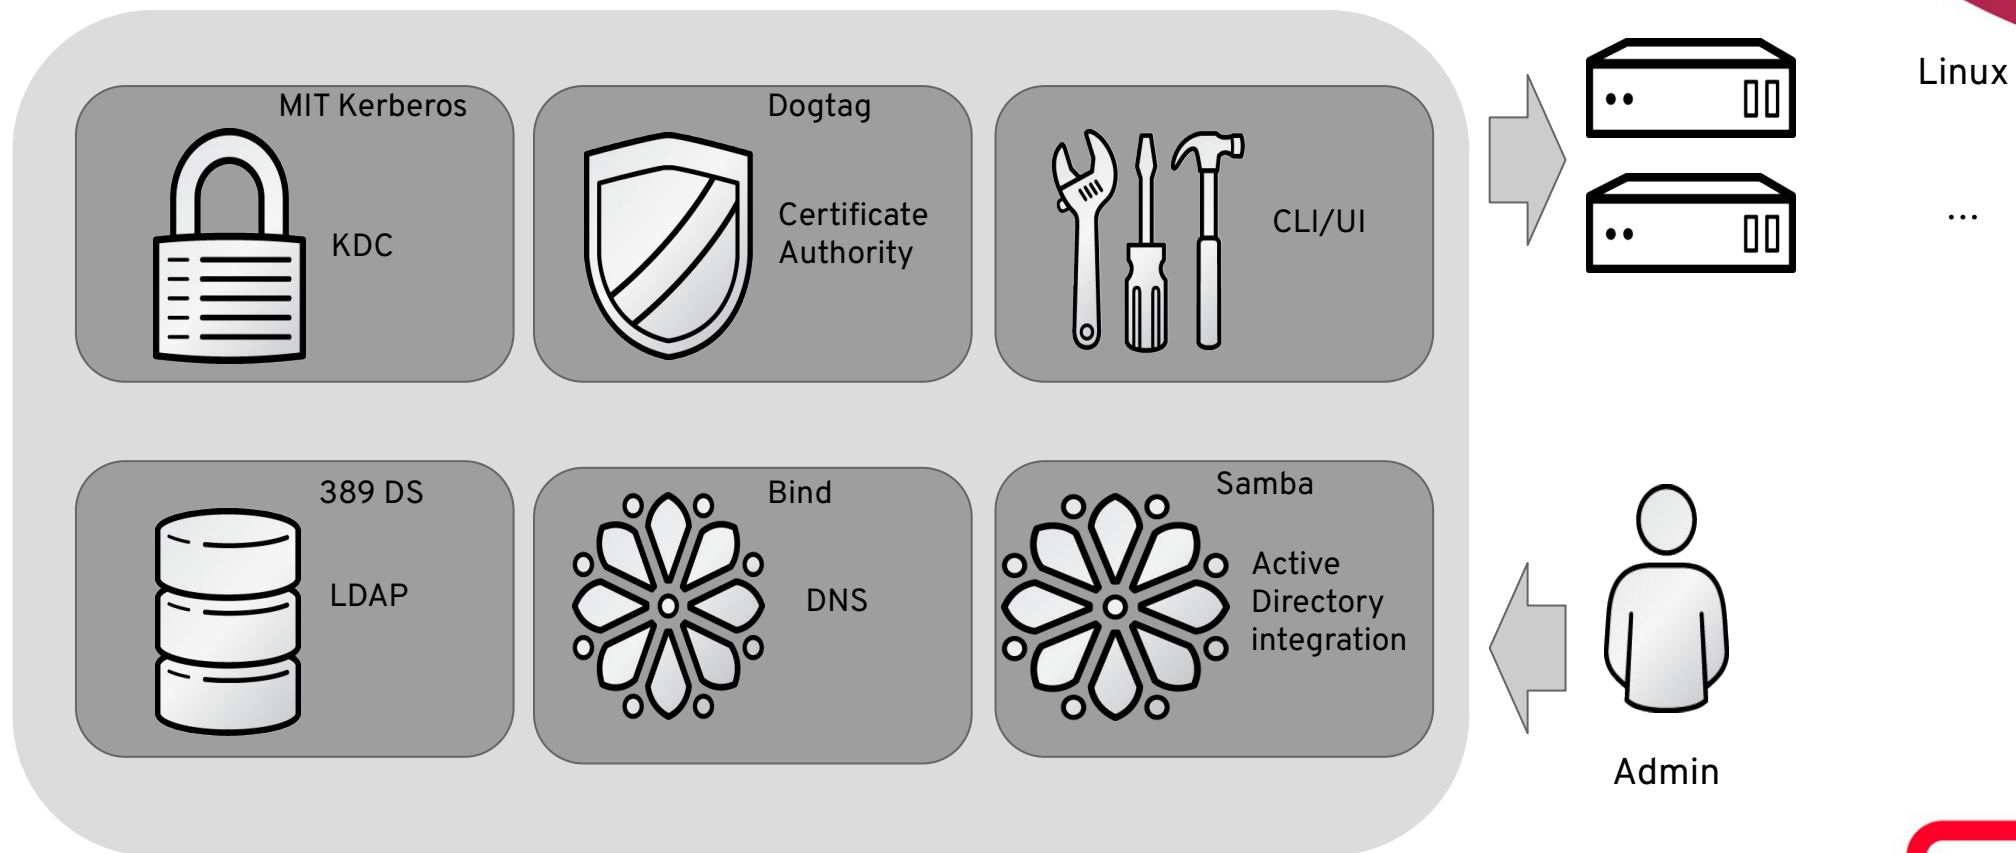 MIT Kerberos
KDC
Dogtag
Certificate
Authority
CLI/UI
Linux
...
389 DS
LDAP
Bind
DNS
Samba
Active
Directory
integration
Admin